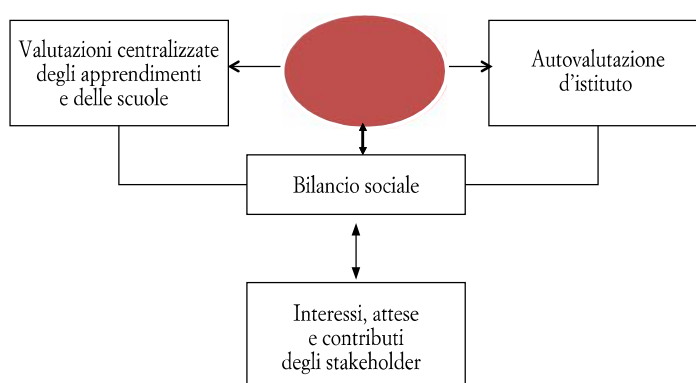 Valutazioni centralizzate
degli apprendimenti
e delle scuole
Autovalutazione
d'istituto
Bilancio sociale
Interessi, attese
e contributi
degli stakeholder